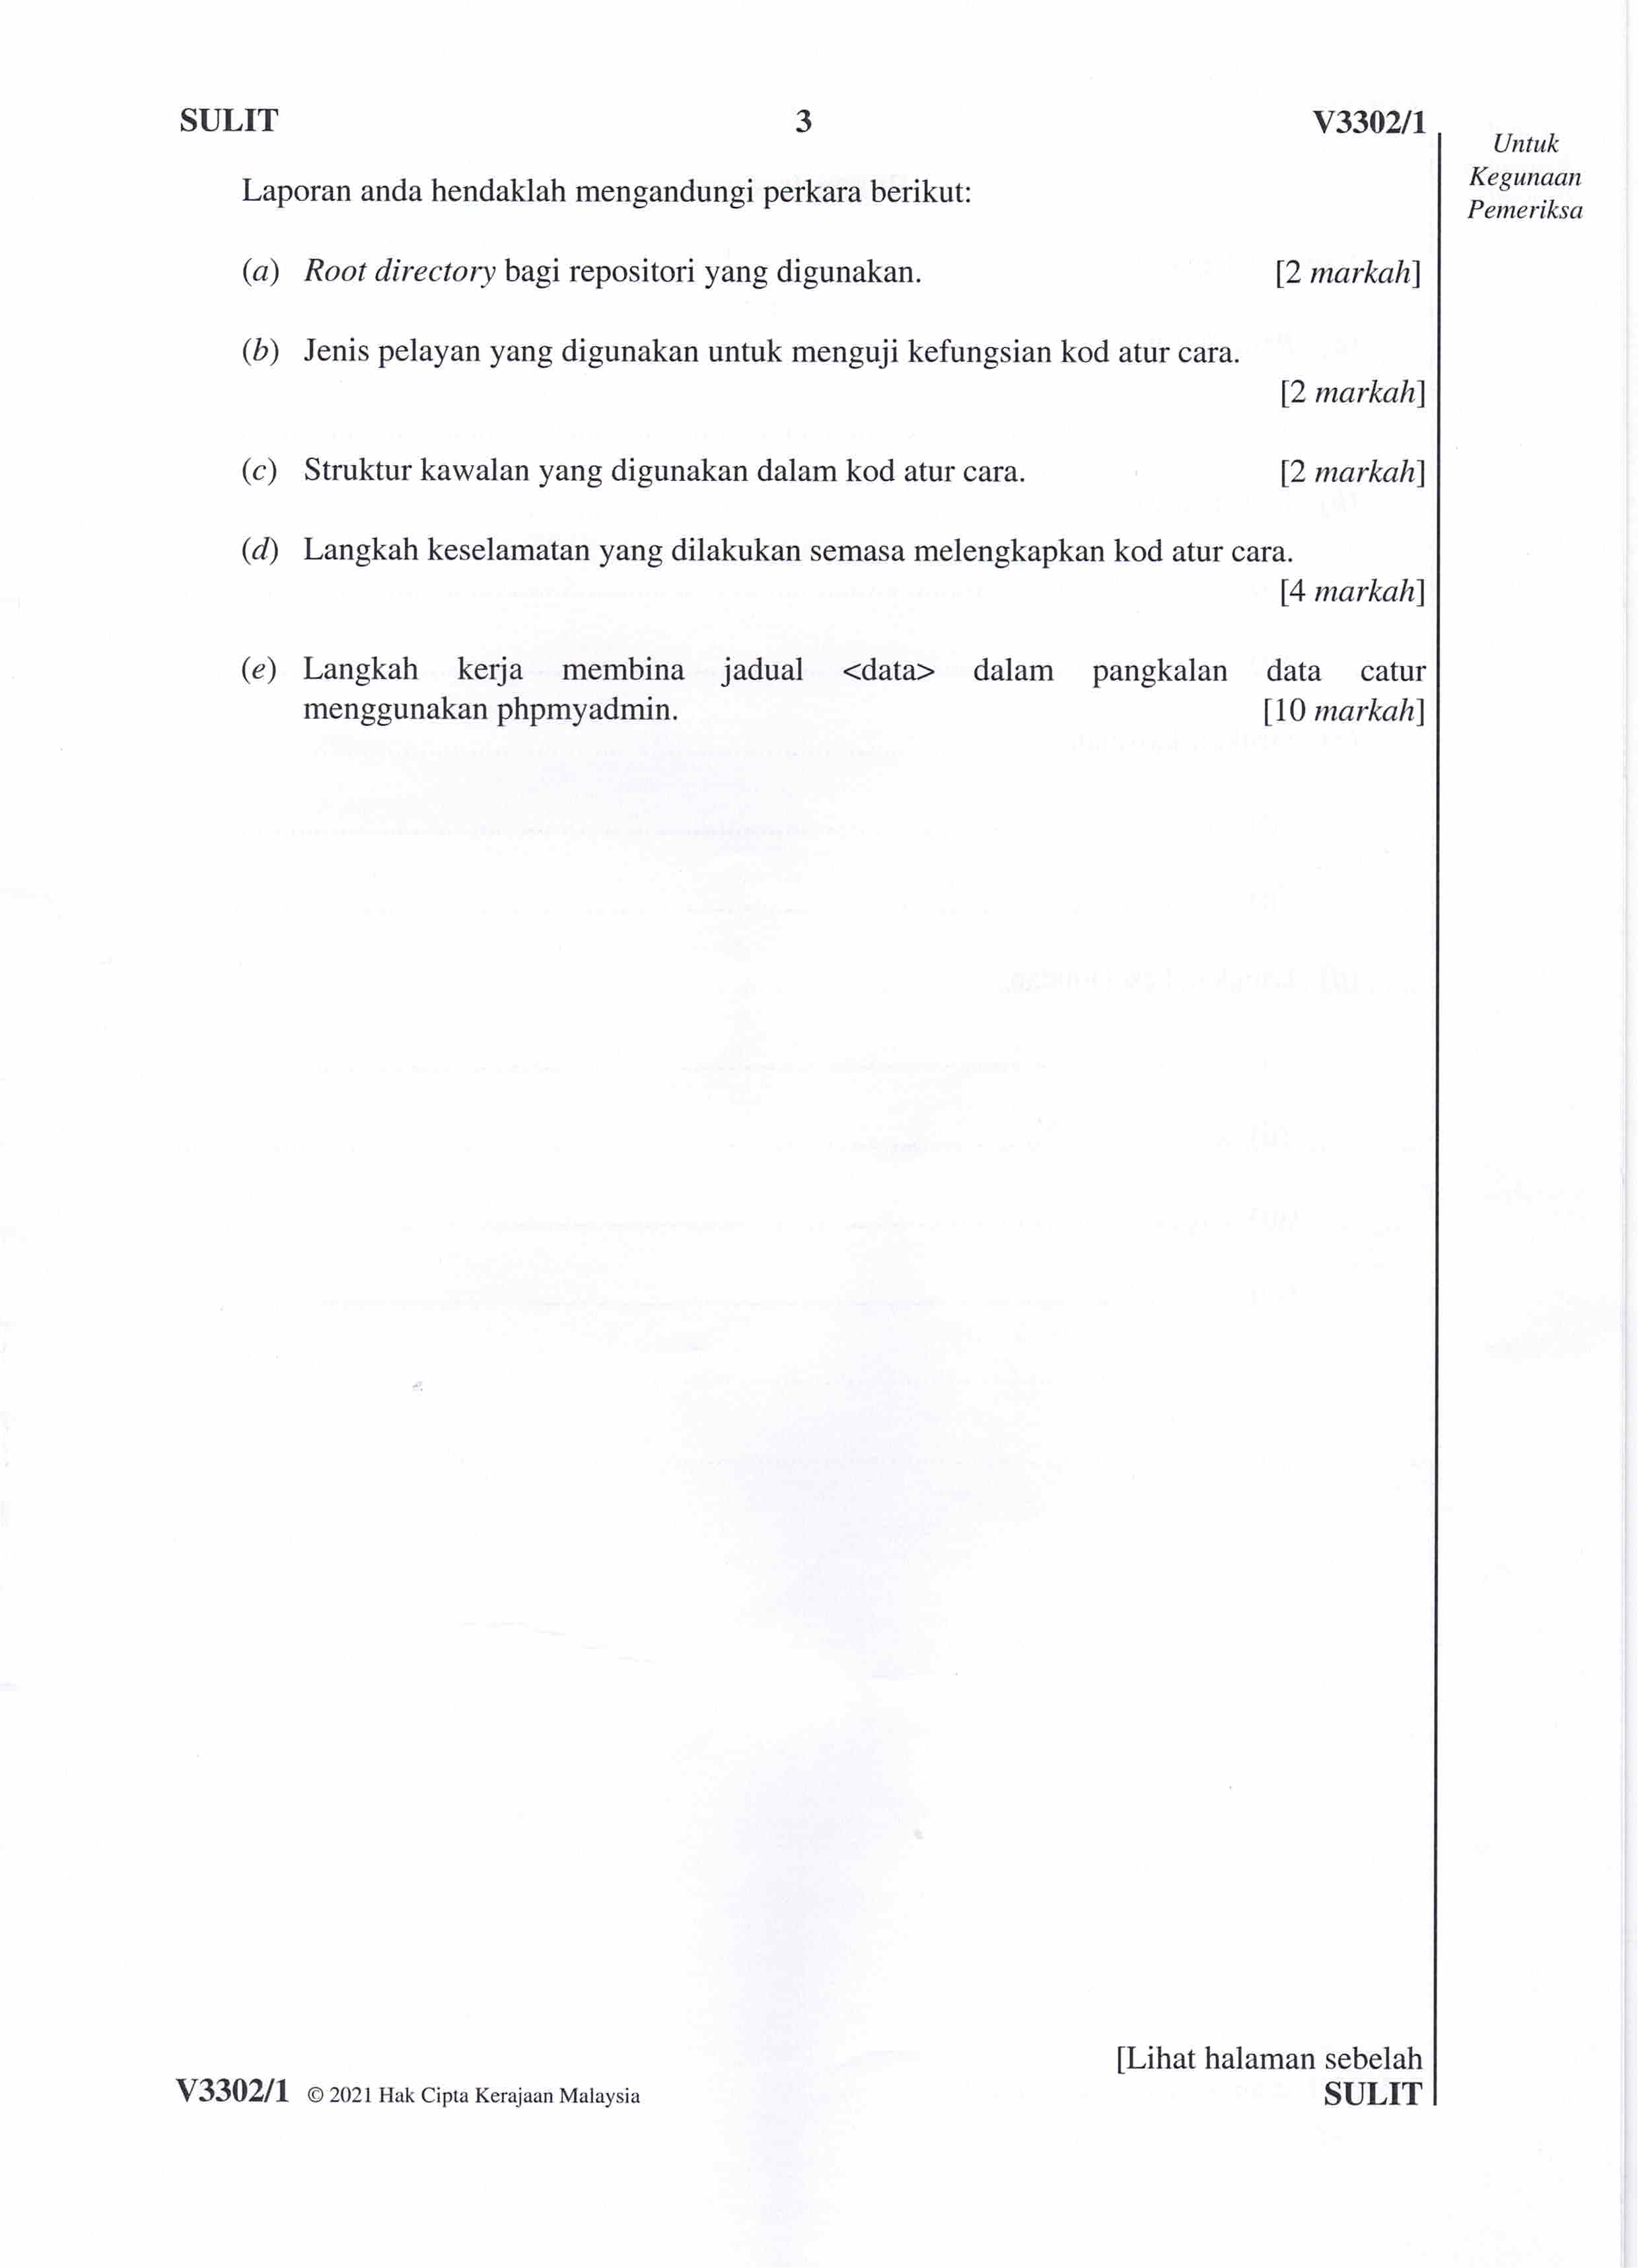 SULIT 3 V3302/1
Untuk
Kegunaan
Pemeriksa
Laporan anda hendaklah mengandungi perkara berikut:
(a) Root directory bagi repositori yang digunakan. [2 markah]
(b) Jenis pelayan yang digunakan untuk menguji kefungsian kod atur cara.
[2 markah]
(c) Struktur kawalan yang digunakan dalam kod atur cara. [2 markah]
(d) Langkah keselamatan yang dilakukan semasa melengkapkan kod atur cara.
[4 markah]
(e) Langkah kerja membina jadual <data> dalam pangkalan data catur
menggunakan phpmyadmin. [10 markah]
[Lihat halaman sebelah
V3302/1 © 2021 Hak Cipta Kerajaan Malaysia SULIT